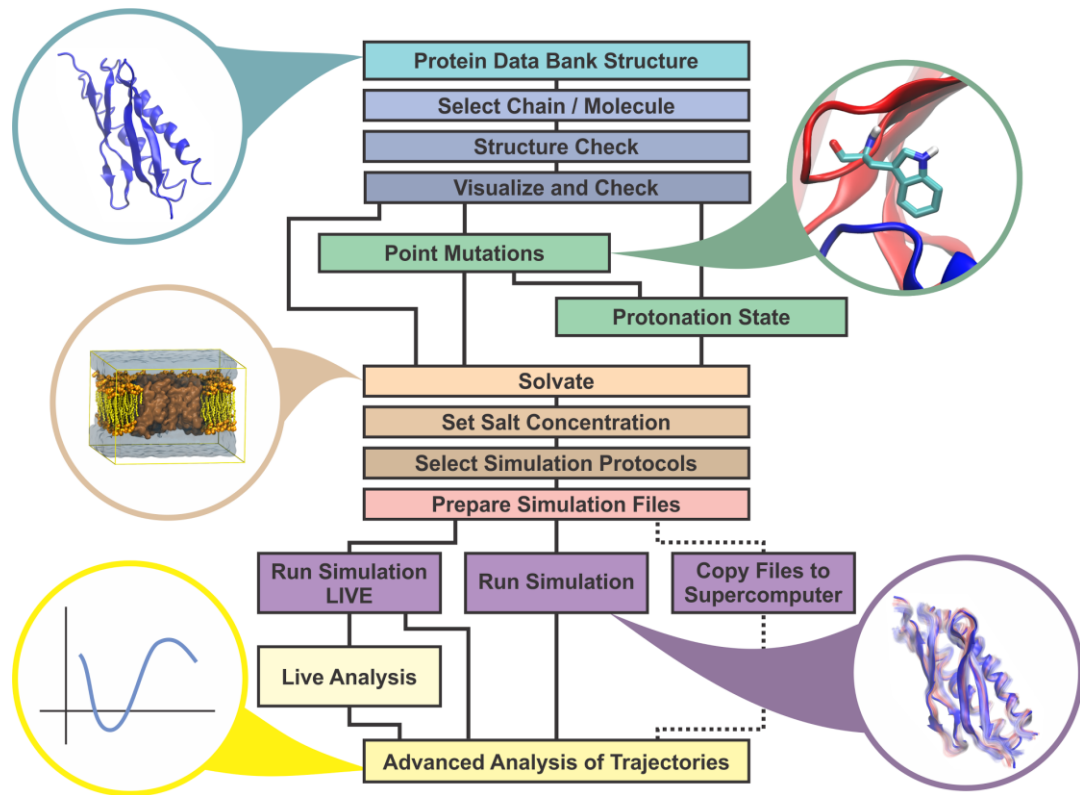 Protein Data Bank Structure
Select Chain / Molecule
Structure Check
Visualize and Check
Point Mutations
Protonation State
Solvate
Set Salt Concentration
Select Simulation Protocols
Prepare Simulation Files
Run Simulation
LIVE
Run Simulation
Copy Files to
Supercomputer
Live Analysis
Advanced Analysis of Trajectories